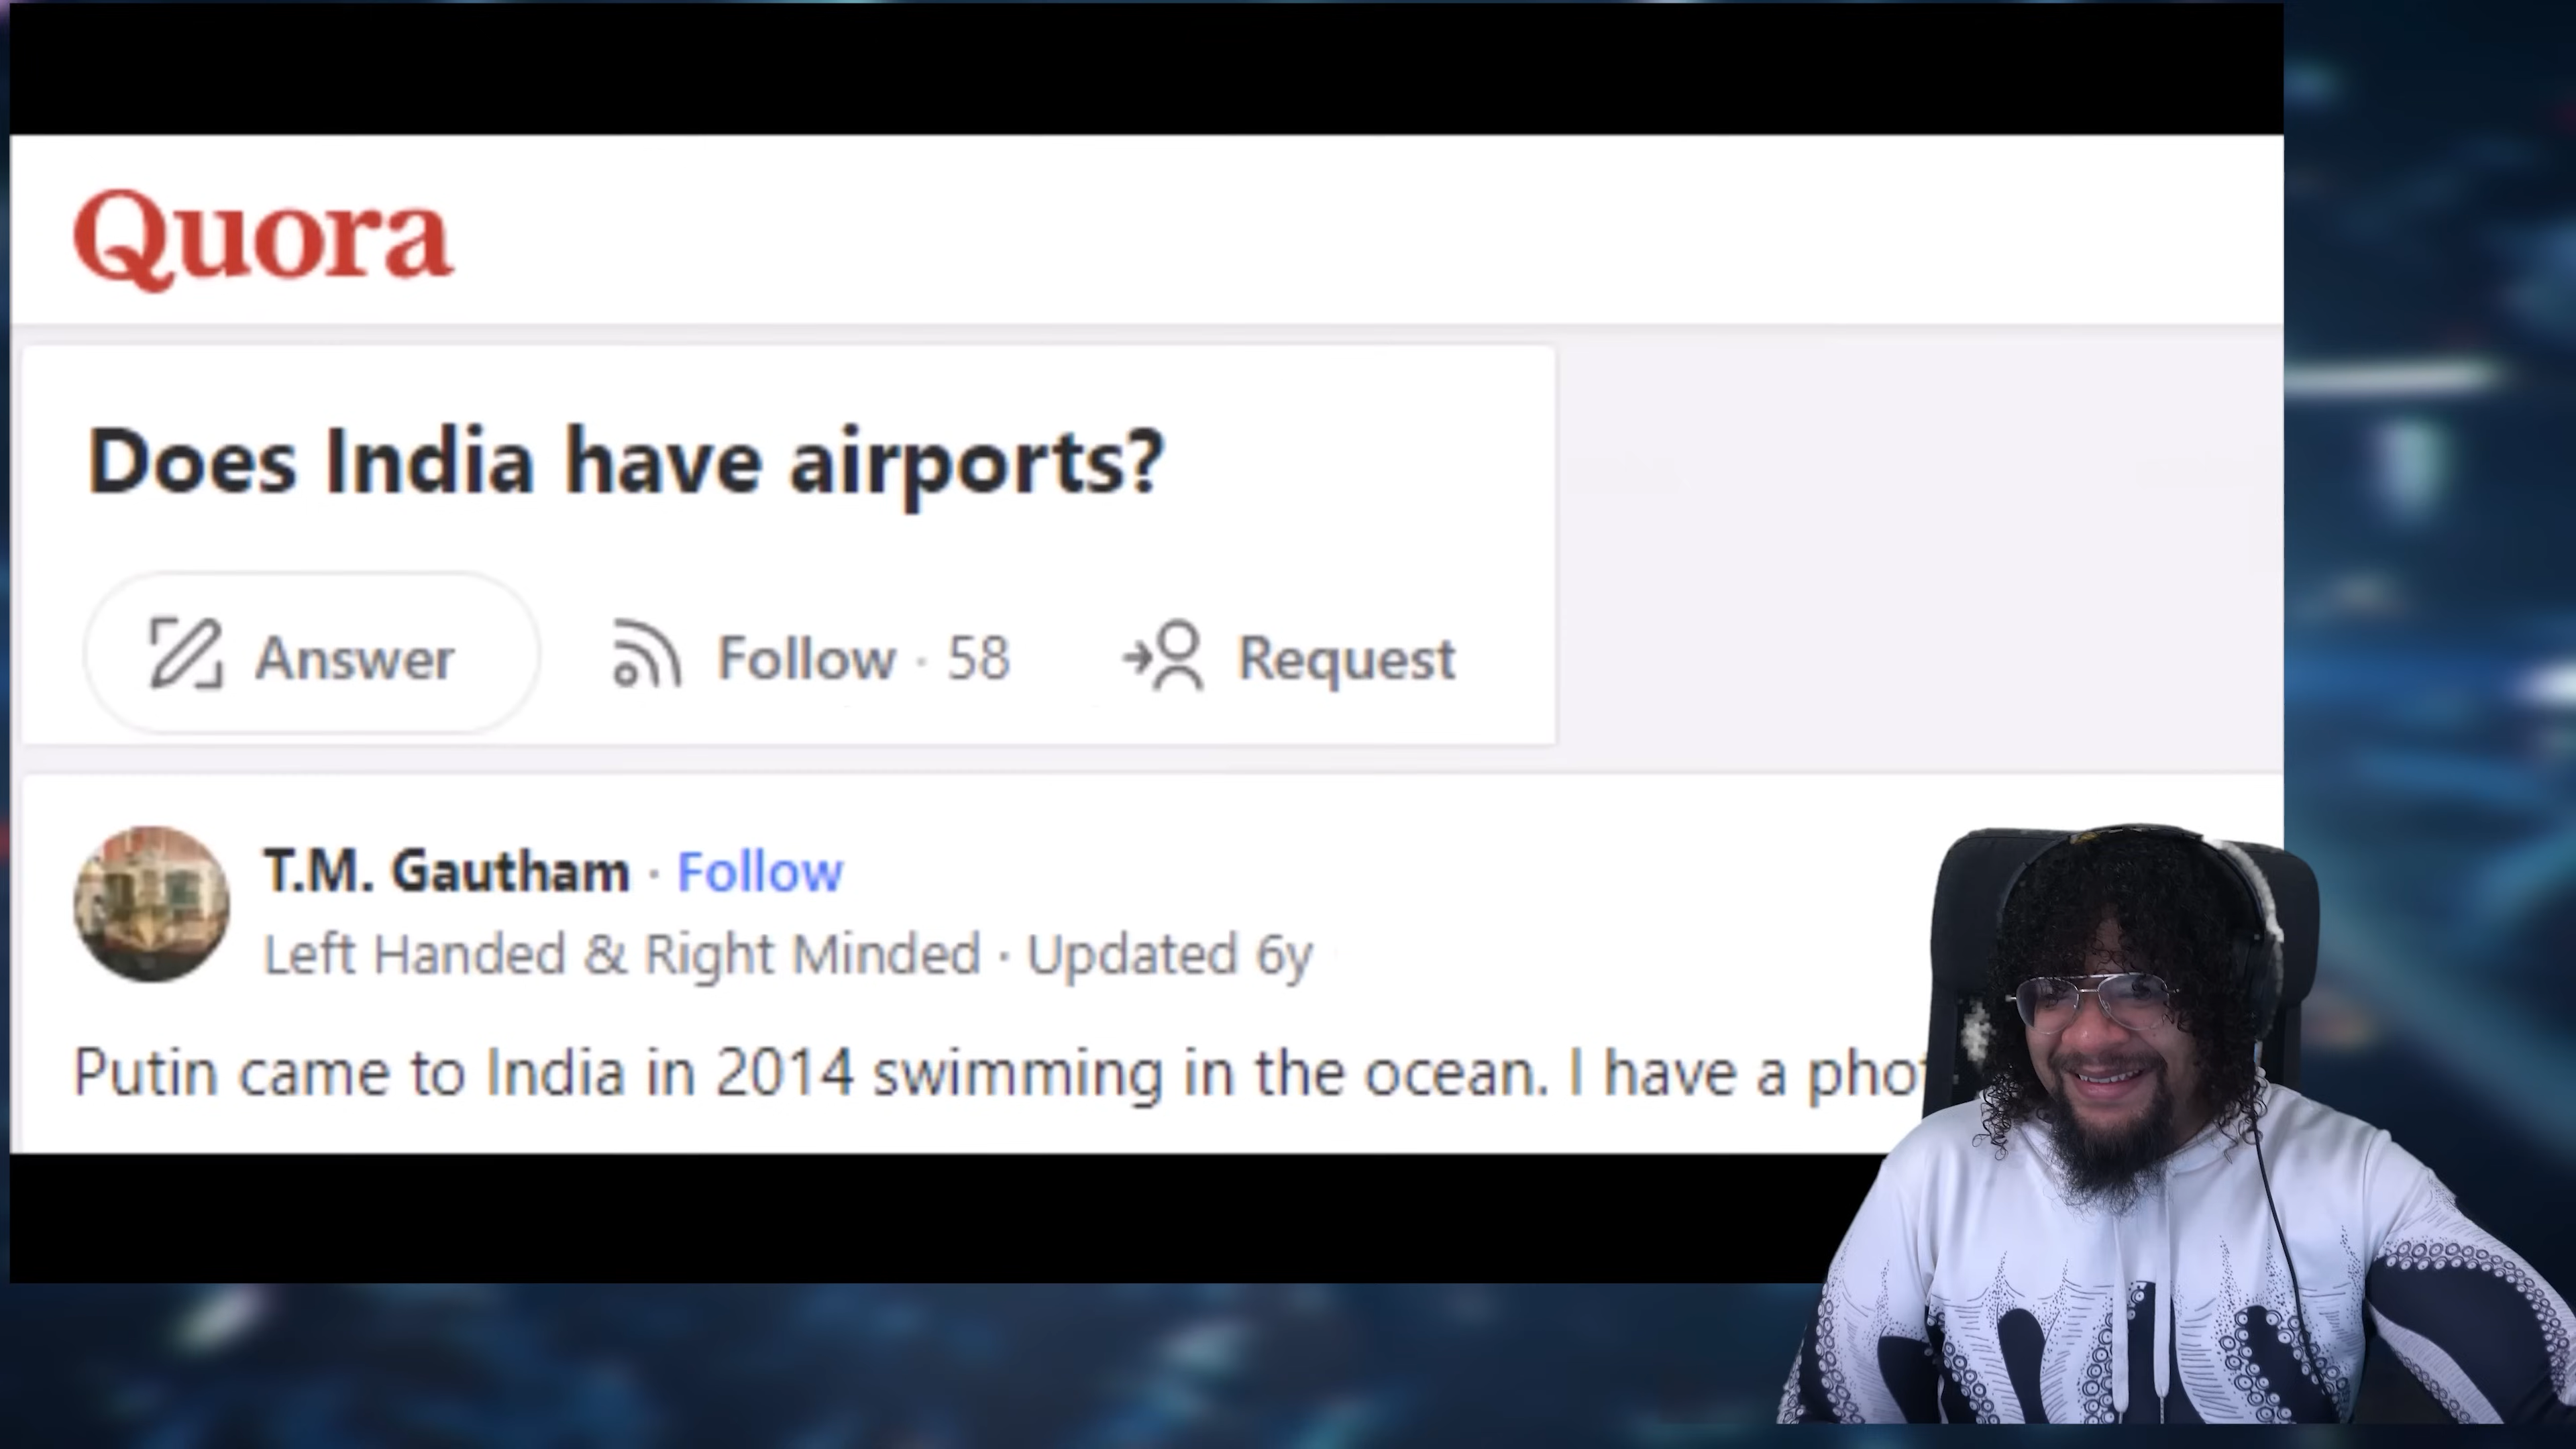 Quora
Does India have airports?
Answer
Follow · 58
Request
T.M. Gautham · Follow
Left Handed & Right Minded · Updated 6y
Putin came to India in 2014 swimming in the ocean. I have a